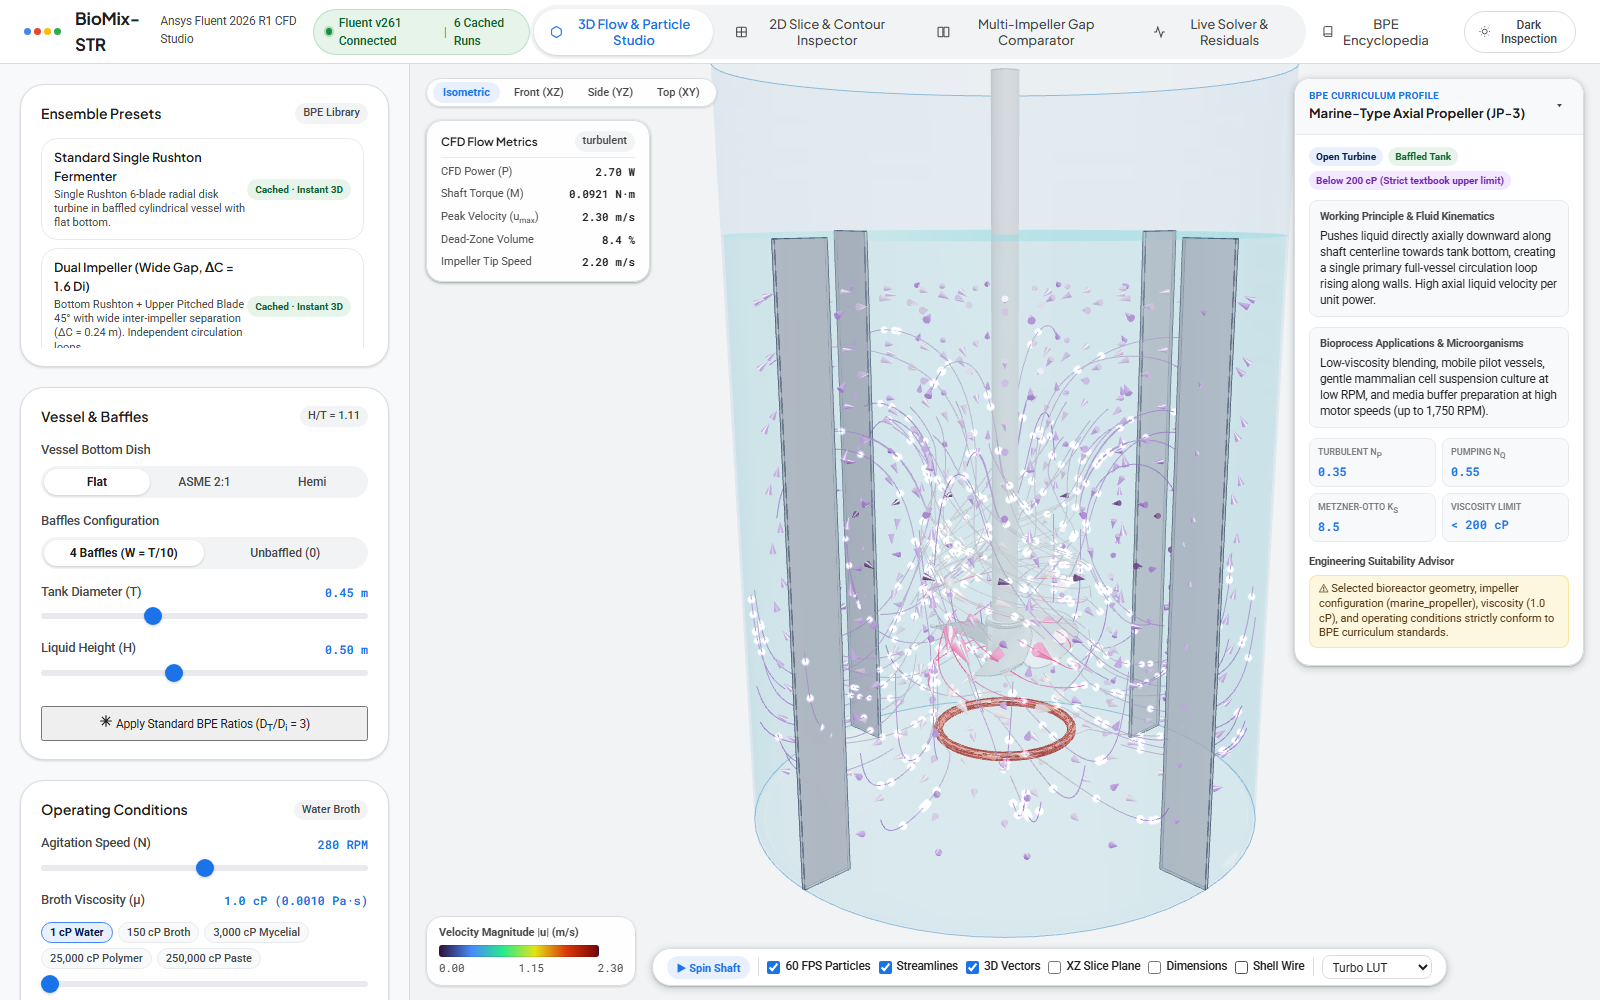 BioMix-STR
Ansys Fluent 2026 R1 CFD Studio
Fluent v261 Connected | 6 Cached Runs
3D Flow & Particle Studio
2D Slice & Contour Inspector
Multi-Impeller Gap Comparator
Live Solver & Residuals
BPE Encyclopedia
Dark Inspection
Ensemble Presets
BPE Library
Standard Single Rushton Fermenter
Single Rushton 6-blade radial disk turbine in baffled cylindrical vessel with flat bottom.
Cached · Instant 3D
Dual Impeller (Wide Gap, ΔC = 1.6 Di)
Bottom Rushton + Upper Pitched Blade 45° with wide inter-impeller separation (ΔC = 0.24 m). Independent circulation loops.
Cached · Instant 3D
Vessel & Baffles
H/T = 1.11
Vessel Bottom Dish
Flat
ASME 2:1
Hemi
Baffles Configuration
4 Baffles (W = T/10)
Unbaffled (0)
Tank Diameter (T)
0.45 m
Liquid Height (H)
0.50 m
✳ Apply Standard BPE Ratios (DT/Di = 3)
Operating Conditions
Water Broth
Agitation Speed (N)
280 RPM
Broth Viscosity (μ)
1.0 cP (0.0010 Pa·s)
1 cP Water
150 cP Broth
3,000 cP Mycelial
25,000 cP Polymer
250,000 cP Paste
Isometric
Front (XZ)
Side (YZ)
Top (XY)
CFD Flow Metrics
turbulent
CFD Power (P)
2.70 W
Shaft Torque (M)
0.0921 N·m
Peak Velocity (umax)
2.30 m/s
Dead-Zone Volume
8.4 %
Impeller Tip Speed
2.20 m/s
Velocity Magnitude |u| (m/s)
0.00
1.15
2.30
▶ Spin Shaft
60 FPS Particles
Streamlines
3D Vectors
XZ Slice Plane
Dimensions
Shell Wire
Turbo LUT
BPE CURRICULUM PROFILE
Marine-Type Axial Propeller (JP-3)
Open Turbine
Baffled Tank
Below 200 cP (Strict textbook upper limit)
Working Principle & Fluid Kinematics
Pushes liquid directly axially downward along
shaft centerline towards tank bottom, creating
a single primary full-vessel circulation loop
rising along walls. High axial liquid velocity per
unit power.
Bioprocess Applications & Microorganisms
Low-viscosity blending, mobile pilot vessels,
gentle mammalian cell suspension culture at
low RPM, and media buffer preparation at high
motor speeds (up to 1,750 RPM).
TURBULENT NP
0.35
PUMPING NQ
0.55
METZNER-OTTO KS
8.5
VISCOSITY LIMIT
< 200 cP
Engineering Suitability Advisor
⚠ Selected bioreactor geometry, impeller
configuration (marine_propeller), viscosity (1.0
cP), and operating conditions strictly conform to
BPE curriculum standards.